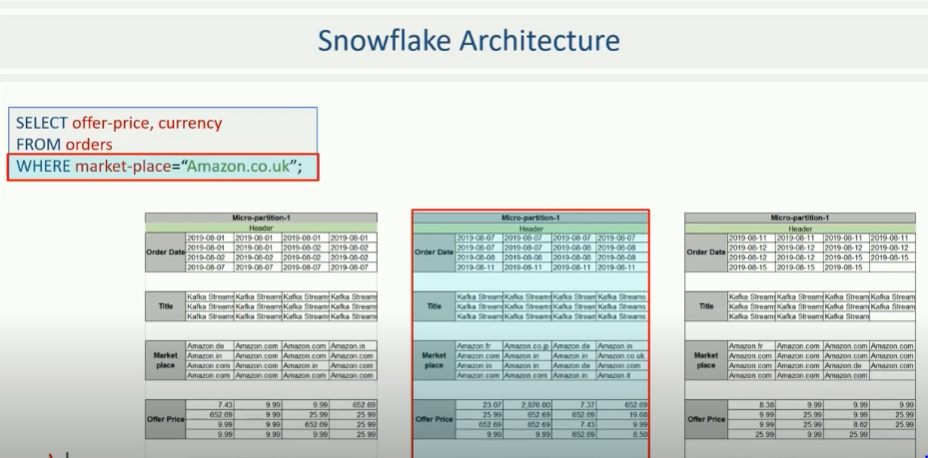 Snowflake Architecture
SELECT offer-price, currency
FROM orders
WHERE market-place=“Amazon.co.uk”;
Micro-partition-1
Header
Order Date
2019-08-01 2019-08-01 2019-08-01 2019-08-01
2019-08-01 2019-08-01 2019-08-02 2019-08-02
2019-08-02 2019-08-02 2019-08-02 2019-08-02
2019-08-07 2019-08-07 2019-08-07 2019-08-07
Title
Kafka Stream Kafka Stream Kafka Stream Kafka Stream
Kafka Stream Kafka Stream Kafka Stream Kafka Stream
Kafka Stream Kafka Stream Kafka Stream Kafka Stream
Market place
Amazon.de Amazon.com Amazon.com Amazon.in
Amazon.in Amazon.com Amazon.com Amazon.com
Amazon.com Amazon.com Amazon.in Amazon.com
Amazon.com Amazon.com Amazon.com Amazon.com
Offer Price
7.43 9.99 9.99 652.69
652.69 9.99 25.99 25.99
9.99 9.99 652.69 25.99
9.99 9.99 9.99 25.99
Micro-partition-1
Header
Order Date
2019-08-07 2019-08-07 2019-08-07 2019-08-07
2019-08-07 2019-08-08 2019-08-08 2019-08-08
2019-08-08 2019-08-08 2019-08-08 2019-08-08
2019-08-11 2019-08-11 2019-08-11 2019-08-11
Title
Kafka Stream Kafka Stream Kafka Stream Kafka Streams
Kafka Stream Kafka Stream Kafka Stream Kafka Streams
Kafka Stream Kafka Stream Kafka Stream Kafka Streams
Market place
Amazon.fr Amazon.co.jp Amazon.de Amazon.in
Amazon.com Amazon.in Amazon.in Amazon.co.uk
Amazon.in Amazon.in Amazon.de Amazon.com
Amazon.com Amazon.com Amazon.in Amazon.it
Offer Price
23.07 2,876.00 7.37 652.69
25.99 652.69 652.69 19.68
652.69 652.69 7.43 9.99
9.99 9.99 652.69 8.50
Micro-partition-1
Header
Order Date
2019-08-11 2019-08-11 2019-08-11 2019-08-11
2019-08-12 2019-08-12 2019-08-12 2019-08-12
2019-08-12 2019-08-12 2019-08-15 2019-08-15
2019-08-15 2019-08-15 2019-08-15
Title
Kafka Stream Kafka Stream Kafka Stream Kafka Stream
Kafka Stream Kafka Stream Kafka Stream Kafka Stream
Kafka Stream Kafka Stream Kafka Stream
Market place
Amazon.fr Amazon.com Amazon.com Amazon.com
Amazon.com Amazon.com Amazon.com Amazon.com
Amazon.com Amazon.com Amazon.de Amazon.com
Amazon.com Amazon.com Amazon.com
Offer Price
8.38 9.99 9.99 9.99
9.99 25.99 9.99 25.99
9.99 25.99 8.62 25.99
25.99 9.99 25.99